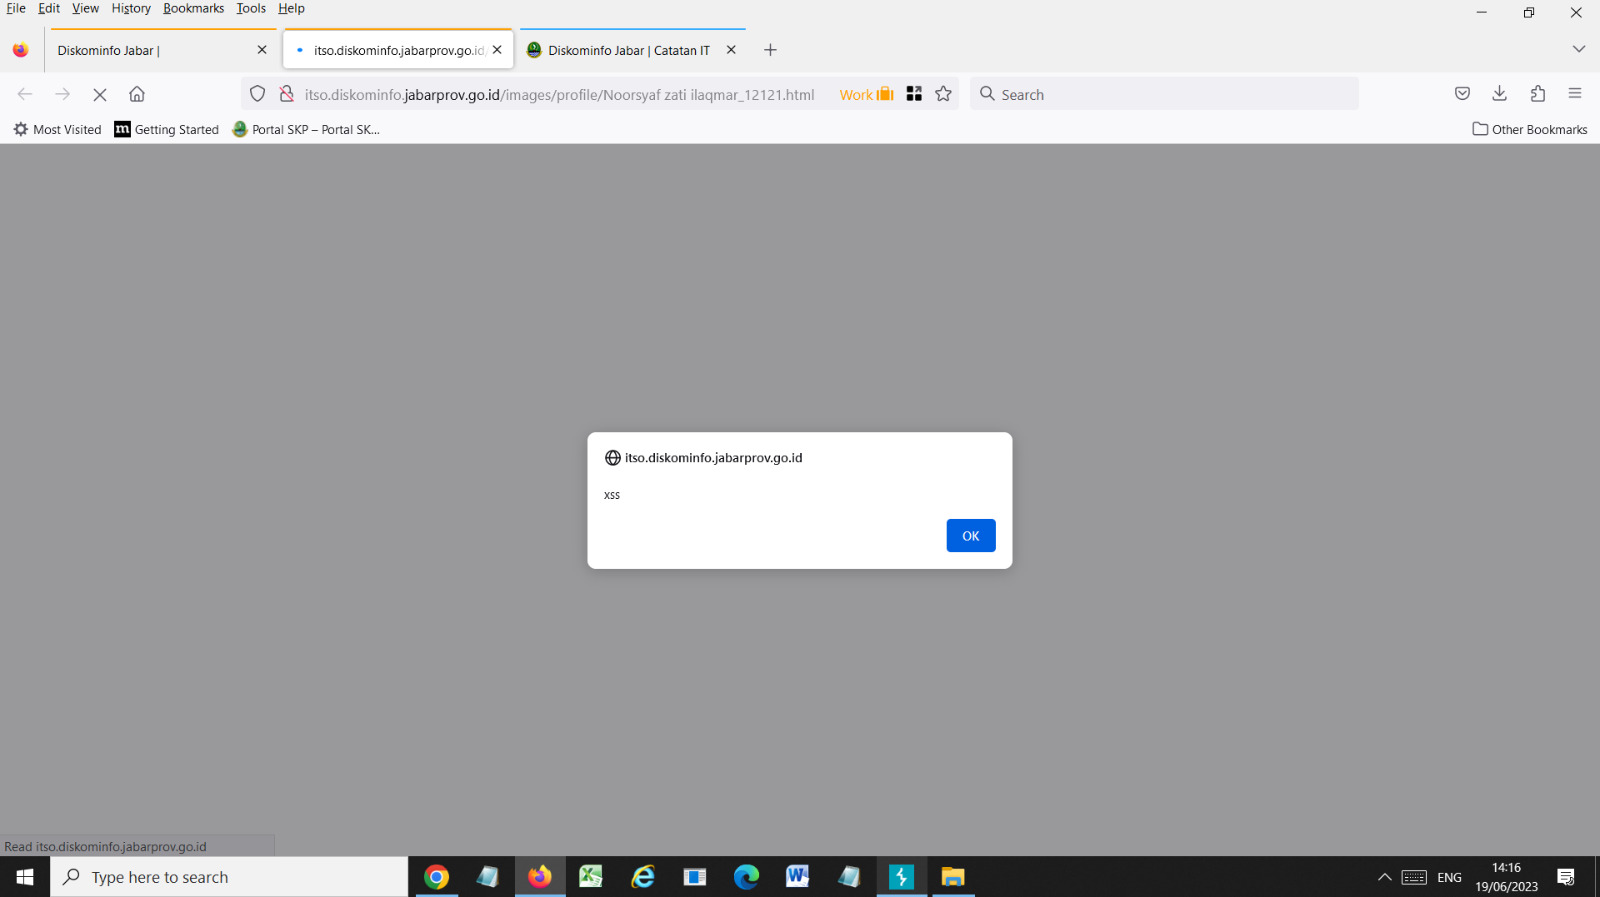 File Edit View History Bookmarks Tools Help
Diskominfo Jabar |
itso.diskominfo.jabarprov.go.id/
Diskominfo Jabar | Catatan IT
itso.diskominfo.jabarprov.go.id/images/profile/Noorsyaf zati ilaqmar_12121.html
Work
Search
Most Visited
m Getting Started
Portal SKP – Portal SK...
Other Bookmarks
itso.diskominfo.jabarprov.go.id
xss
OK
Read itso.diskominfo.jabarprov.go.id
Type here to search
ENG
14:16
19/06/2023